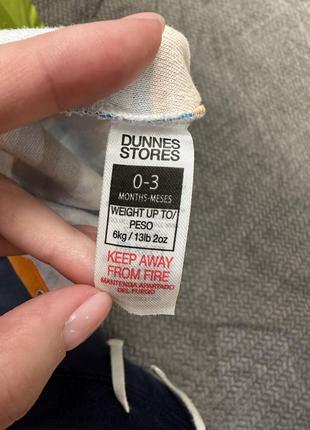 DUNNES
STORES
0-3
MONTHS-MESES
WEIGHT UP TO/
PESO
6kg / 13lb 2oz
KEEP AWAY
FROM FIRE
MANTENGA APARTADO
DEL FUEGO